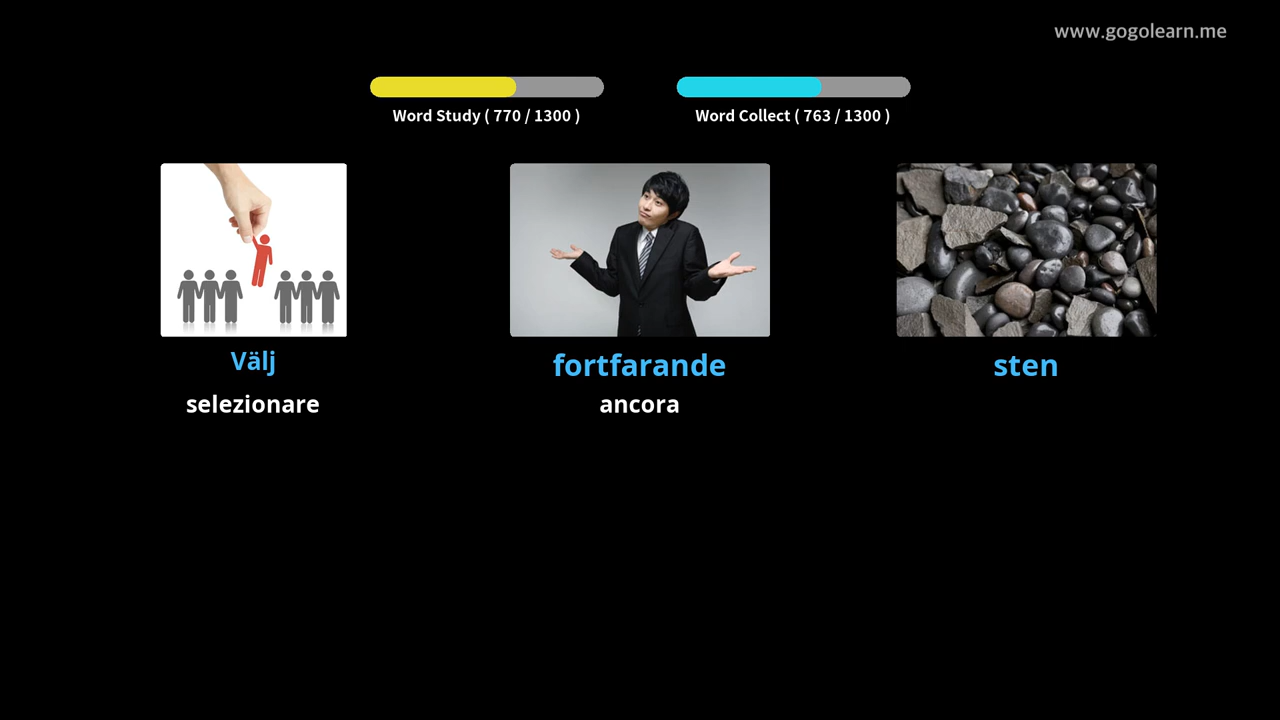 www.gogolearn.me
Word Study ( 770 / 1300 )
Word Collect ( 763 / 1300 )
Välj
fortfarande
sten
selezionare
ancora